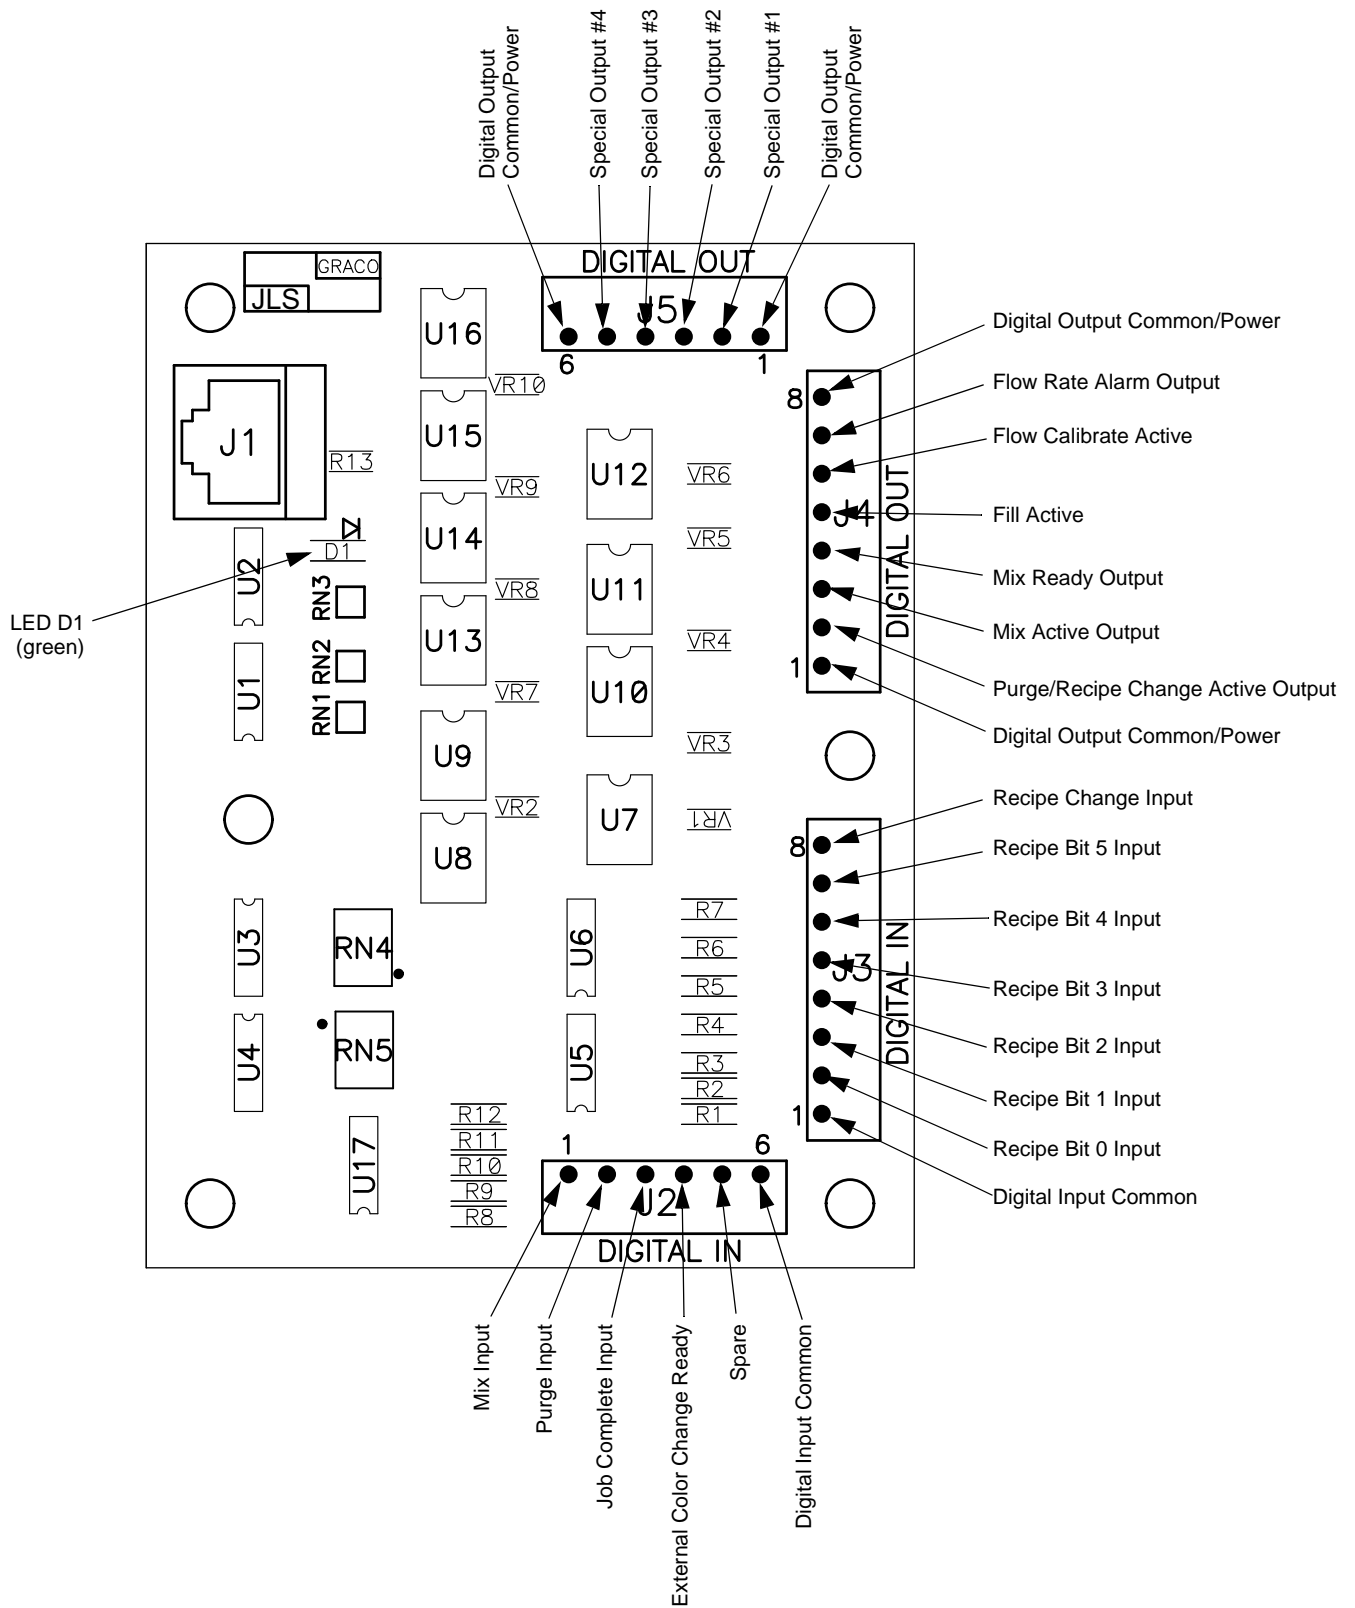 Digital Output
Common/Power
Special Output #4
Special Output #3
Special Output #2
Special Output #1
Digital Output
Common/Power
GRACO
JLS
DIGITAL OUT
J5
6
1
U16
VR10
J1
U15
R13
VR9
U12
VR6
U14
VR5
D1
U2
VR8
U11
RN3
U13
VR4
RN2
VR7
U10
U1
RN1
VR3
U9
VR2
U7
VR1
U8
8
J4
DIGITAL OUT
1
Digital Output Common/Power
Flow Rate Alarm Output
Flow Calibrate Active
Fill Active
Mix Ready Output
Mix Active Output
Purge/Recipe Change Active Output
Digital Output Common/Power
LED D1
(green)
8
J3
DIGITAL IN
1
Recipe Change Input
Recipe Bit 5 Input
Recipe Bit 4 Input
Recipe Bit 3 Input
Recipe Bit 2 Input
Recipe Bit 1 Input
Recipe Bit 0 Input
Digital Input Common
U3
RN4
U6
R7
R6
R5
U4
RN5
U5
R4
R3
R2
R1
U17
R12
R11
R10
R9
R8
1
6
J2
DIGITAL IN
Mix Input
Purge Input
Job Complete Input
External Color Change Ready
Spare
Digital Input Common